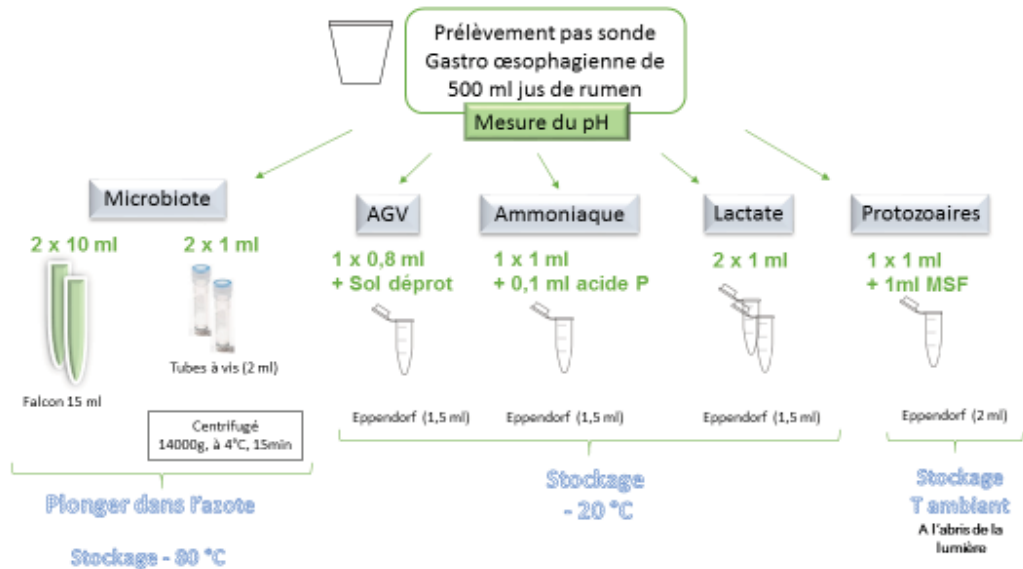 Prélèvement pas sonde
Gastro œsophagienne de
500 ml jus de rumen
Mesure du pH
Microbiote
2 x 10 ml
Falcon 15 ml
2 x 1 ml
Tubes à vis (2 ml)
Centrifugé
14000g, à 4°C, 15min
Plonger dans l'azote
Stockage - 80 °C
AGV
1 x 0,8 ml
+ Sol déprot
Eppendorf (1,5 ml)
Ammoniaque
1 x 1 ml
+ 0,1 ml acide P
Eppendorf (1,5 ml)
Lactate
2 x 1 ml
Eppendorf (1,5 ml)
Stockage
- 20 °C
Protozoaires
1 x 1 ml
+ 1ml MSF
Eppendorf (2 ml)
Stockage
T ambiant
A l'abris de la
lumière